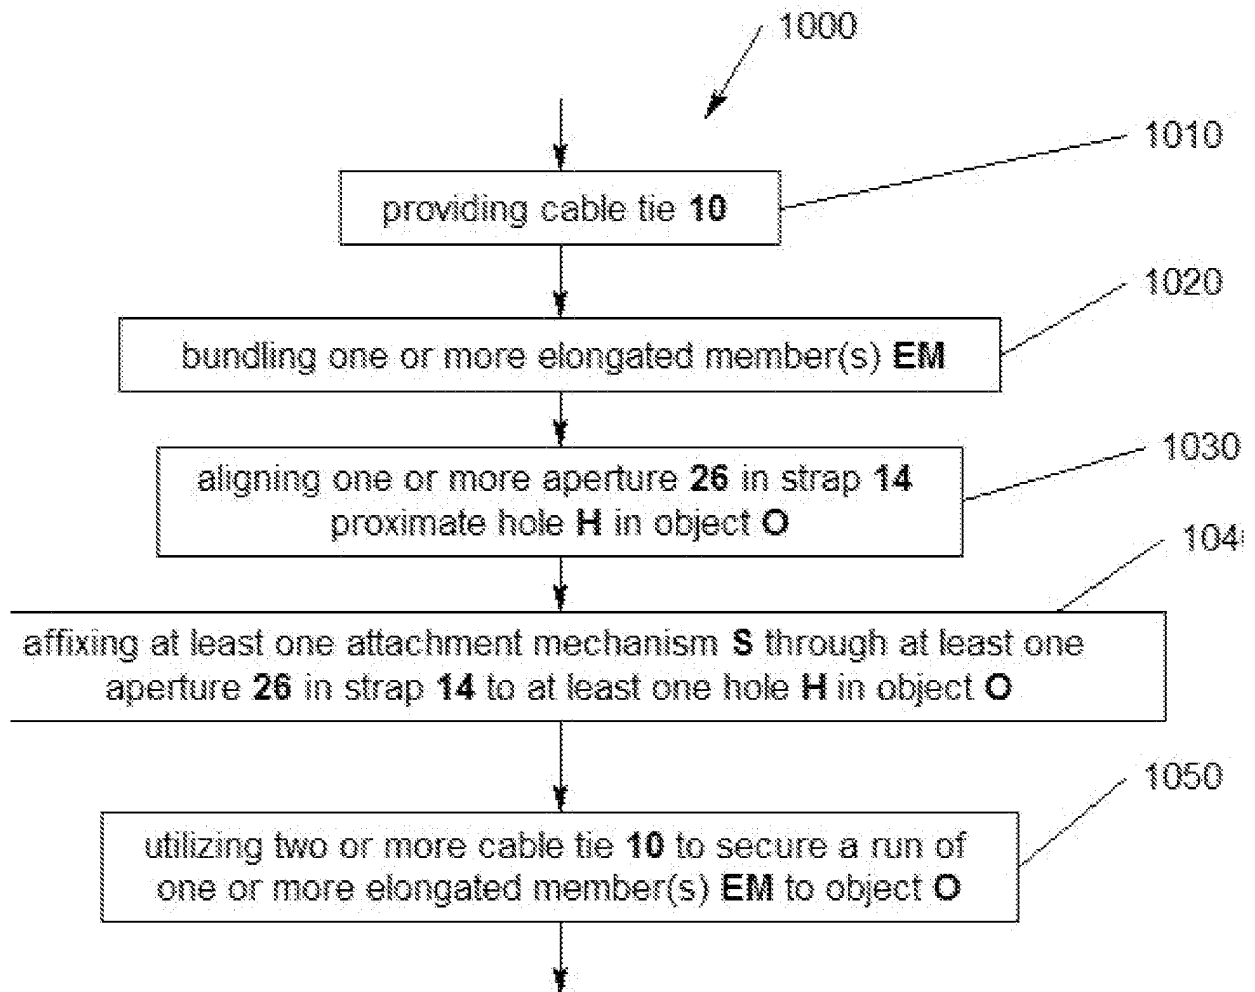 1000
1010
providing cable tie 10
1020
bundling one or more elongated member(s) EM
1030
aligning one or more aperture 26 in strap 14
proximate hole H in object O
affixing at least one attachment mechanism S through at least one
aperture 26 in strap 14 to at least one hole H in object O
1050
utilizing two or more cable tie 10 to secure a run of
one or more elongated member(s) EM to object O